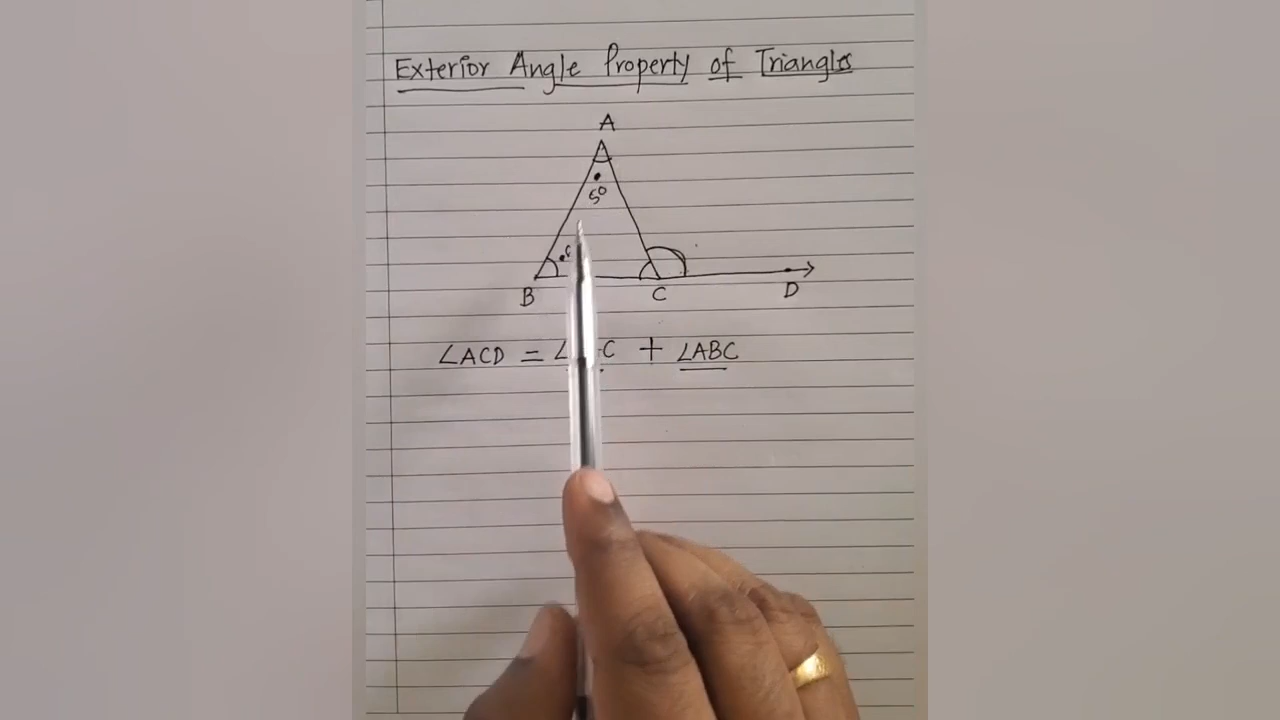 Exterior Angle Property of Triangles
A
50
B
C
D
∠ACD = ∠ C + ∠ABC